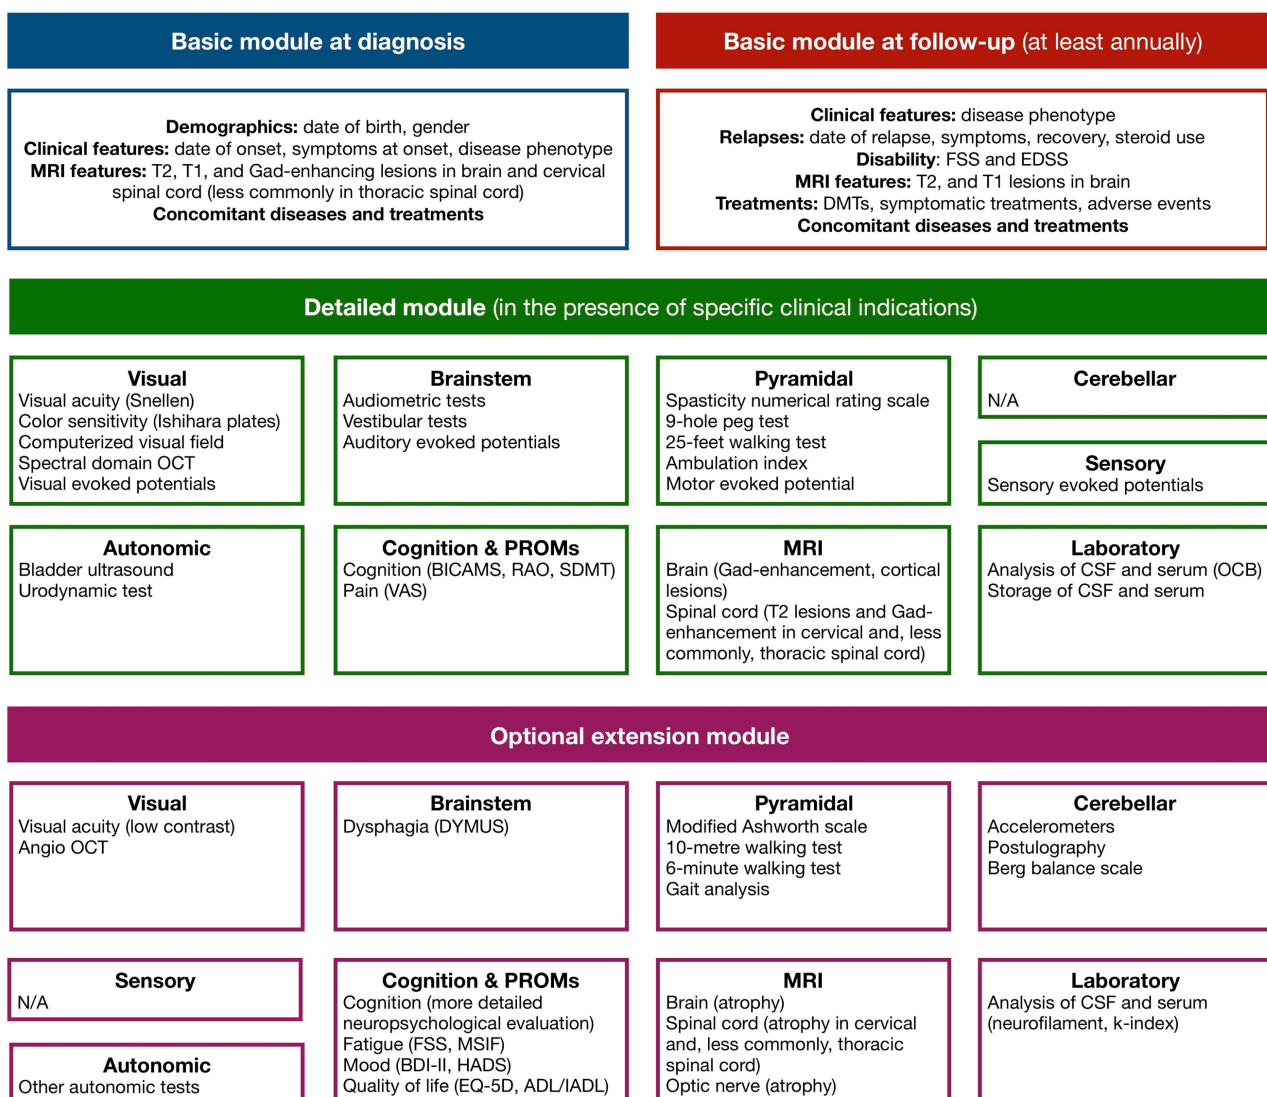 Basic module at diagnosis
Demographics: date of birth, gender
Clinical features: date of onset, symptoms at onset, disease phenotype
MRI features: T2, T1, and Gad-enhancing lesions in brain and cervical
spinal cord (less commonly in thoracic spinal cord)
Concomitant diseases and treatments
Basic module at follow-up (at least annually)
Clinical features: disease phenotype
Relapses: date of relapse, symptoms, recovery, steroid use
Disability: FSS and EDSS
MRI features: T2, and T1 lesions in brain
Treatments: DMTs, symptomatic treatments, adverse events
Concomitant diseases and treatments
Detailed module (in the presence of specific clinical indications)
Visual
Visual acuity (Snellen)
Color sensitivity (Ishihara plates)
Computerized visual field
Spectral domain OCT
Visual evoked potentials
Brainstem
Audiometric tests
Vestibular tests
Auditory evoked potentials
Pyramidal
Spasticity numerical rating scale
9-hole peg test
25-feet walking test
Ambulation index
Motor evoked potential
Cerebellar
N/A
Sensory
Sensory evoked potentials
Autonomic
Bladder ultrasound
Urodynamic test
Cognition & PROMs
Cognition (BICAMS, RAO, SDMT)
Pain (VAS)
MRI
Brain (Gad-enhancement, cortical
lesions)
Spinal cord (T2 lesions and Gad-
enhancement in cervical and, less
commonly, thoracic spinal cord)
Laboratory
Analysis of CSF and serum (OCB)
Storage of CSF and serum
Optional extension module
Visual
Visual acuity (low contrast)
Angio OCT
Brainstem
Dysphagia (DYMUS)
Pyramidal
Modified Ashworth scale
10-metre walking test
6-minute walking test
Gait analysis
Cerebellar
Accelerometers
Postulography
Berg balance scale
Sensory
N/A
Autonomic
Other autonomic tests
Cognition & PROMs
Cognition (more detailed
neuropsychological evaluation)
Fatigue (FSS, MSIF)
Mood (BDI-II, HADS)
Quality of life (EQ-5D, ADL/IADL)
MRI
Brain (atrophy)
Spinal cord (atrophy in cervical
and, less commonly, thoracic
spinal cord)
Optic nerve (atrophy)
Laboratory
Analysis of CSF and serum
(neurofilament, k-index)